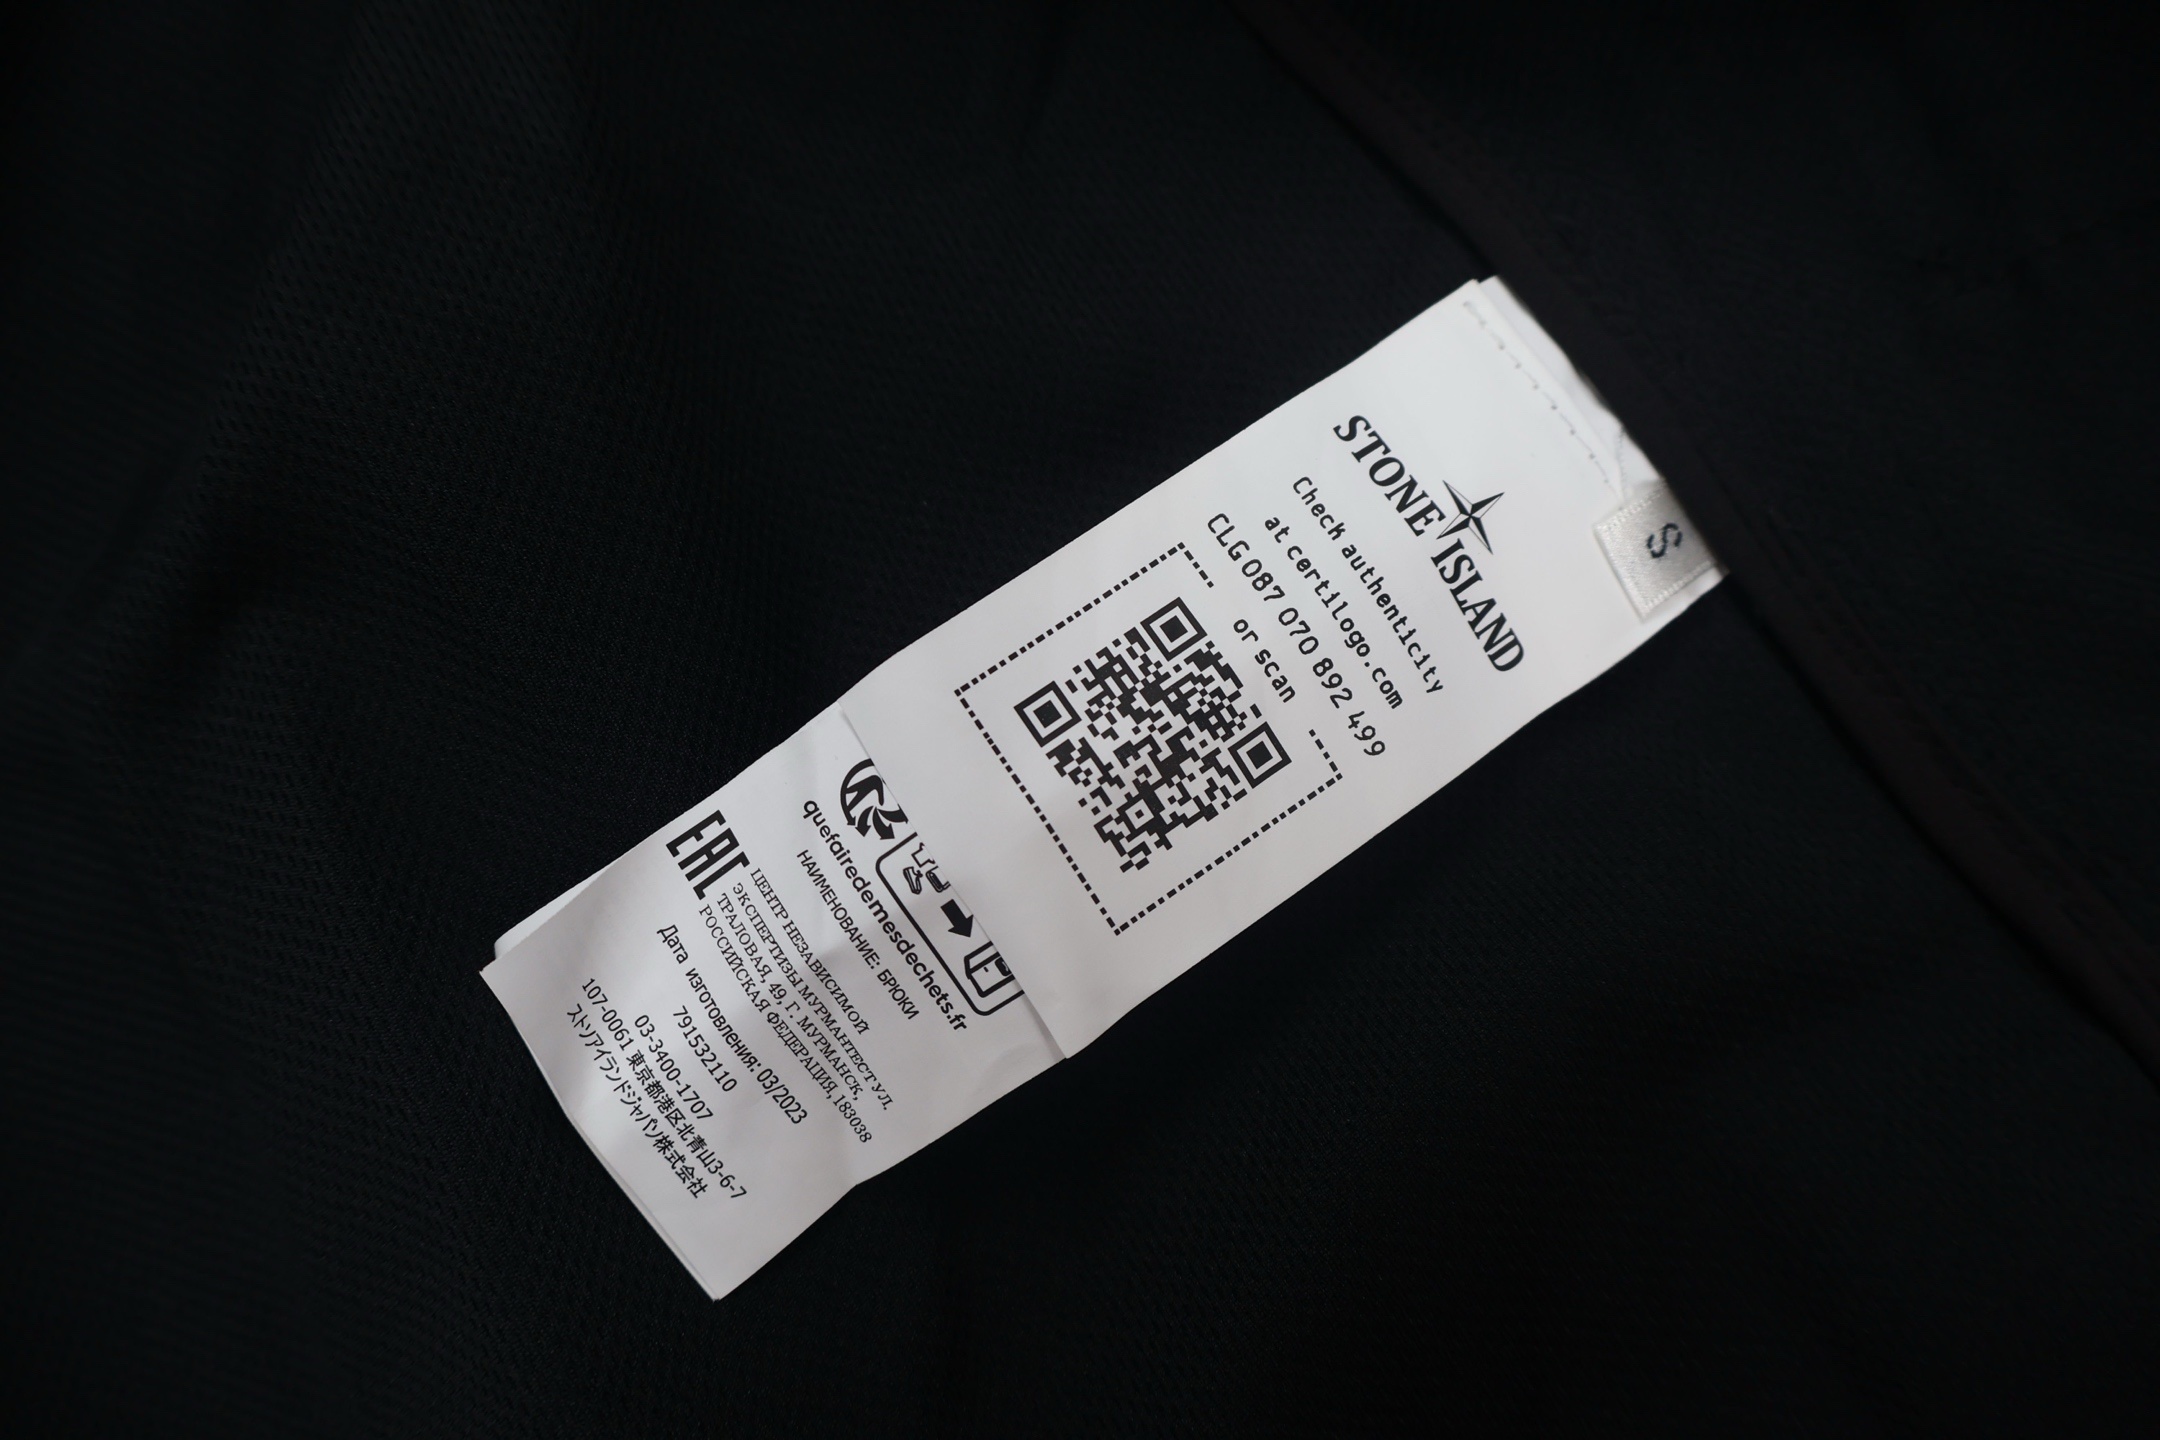 S
STONE ISLAND
Check authenticity
at certilogo.com
CLG 087 070 892 499
or scan
quefairedemesdechets.fr
НАИМЕНОВАНИЕ: БРЮКИ
EAC
ЦЕНТР НЕЗАВИСИМОЙ
ЭКСПЕРТИЗЫ МУРМАНТЕСТ УЛ.
ТРАЛОВАЯ, 49, Г. МУРМАНСК,
РОССИЙСКАЯ ФЕДЕРАЦИЯ, 183038
Дата изготовления: 03/2023
791532110
03-3400-1707
107-0061 東京都港区北青山3-6-7
ストンアイランドジャパン株式会社